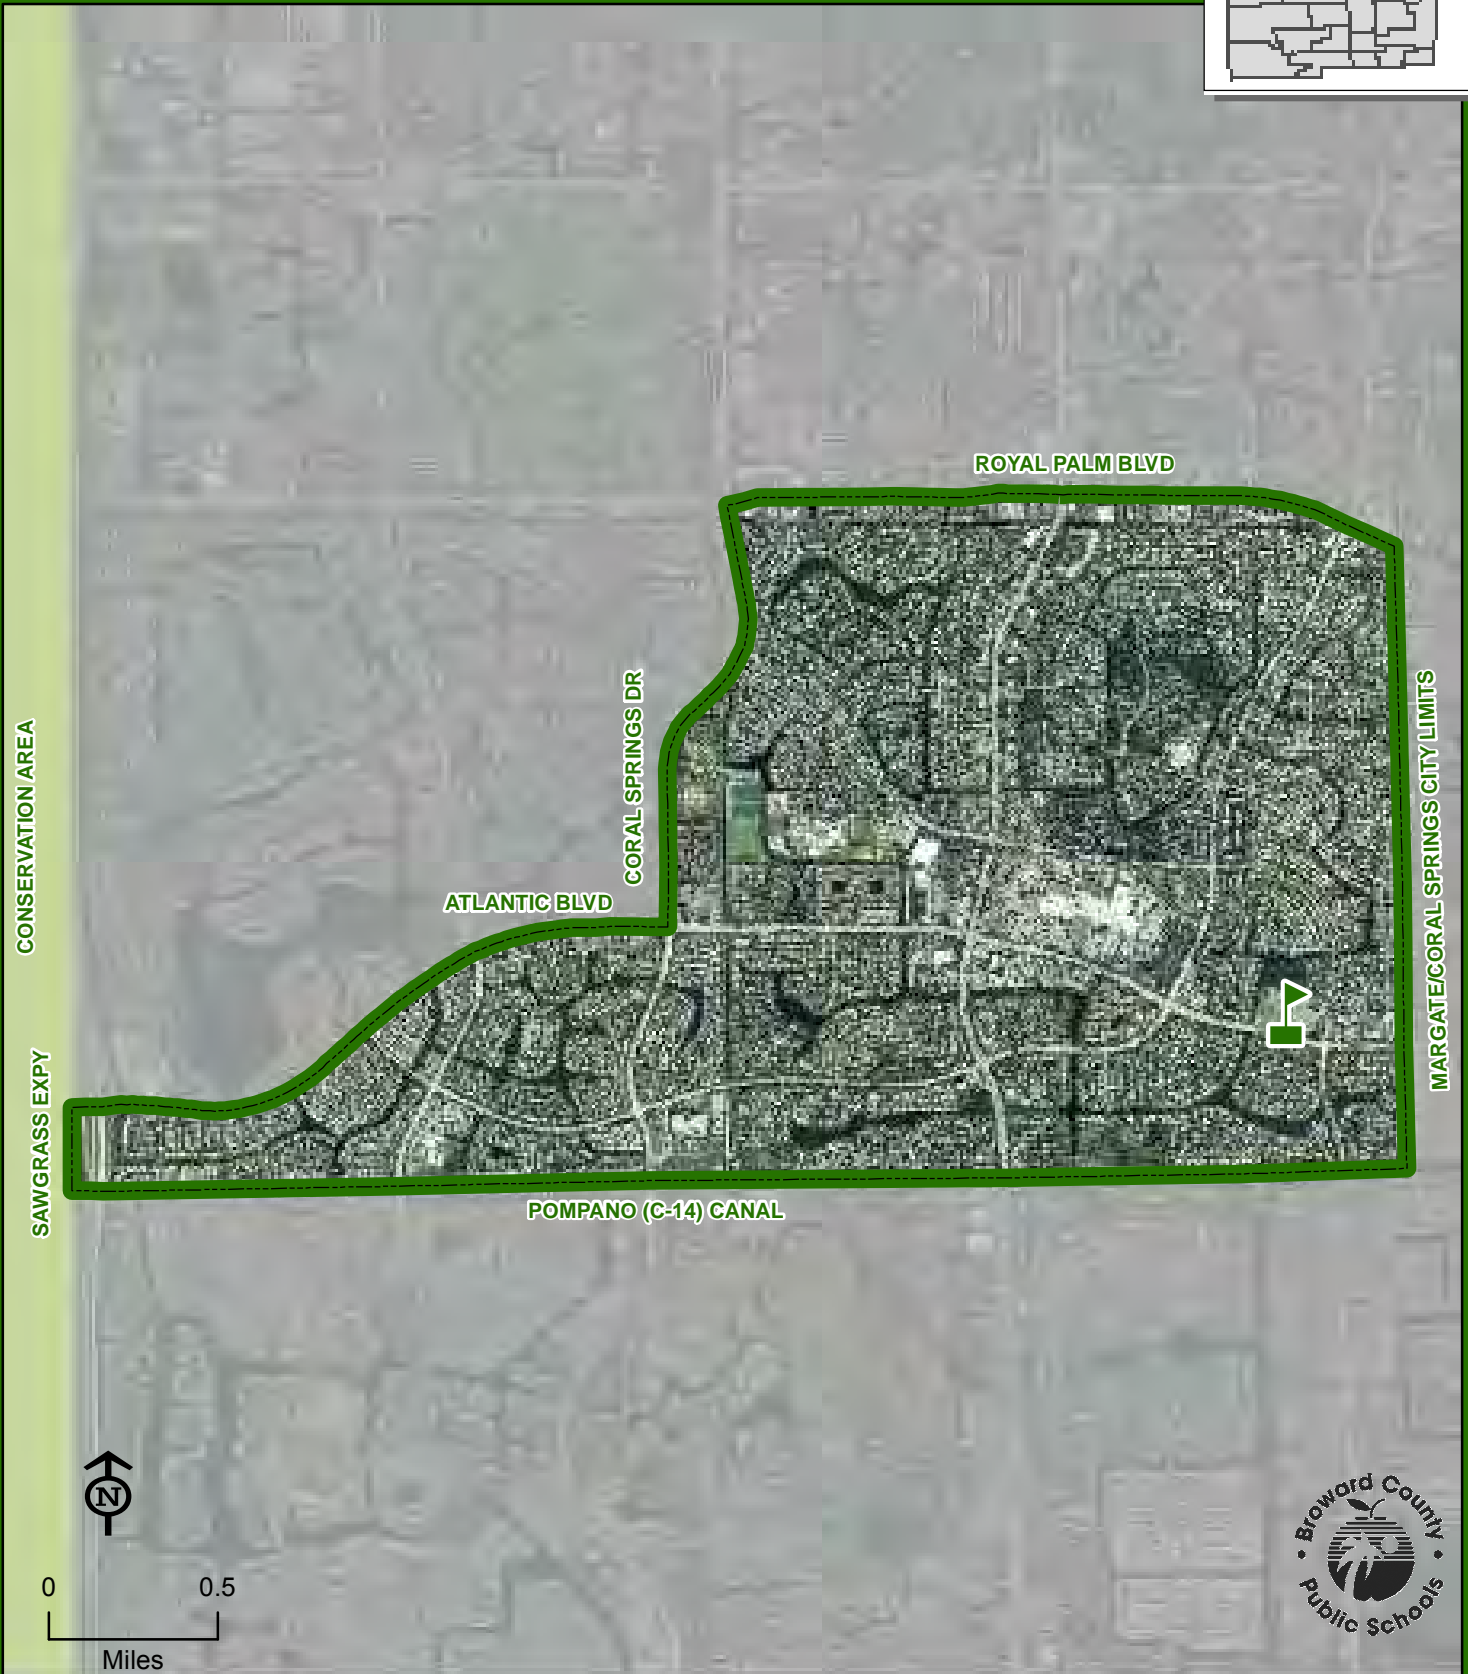 ROYAL PALM BLVD
CORAL SPRINGS DR
MARGATE/CORAL SPRINGS CITY LIMITS
CONSERVATION AREA
ATLANTIC BLVD
SAWGRASS EXPY
POMPANO (C-14) CANAL
N
Broward County
Public Schools
0 0.5
Miles